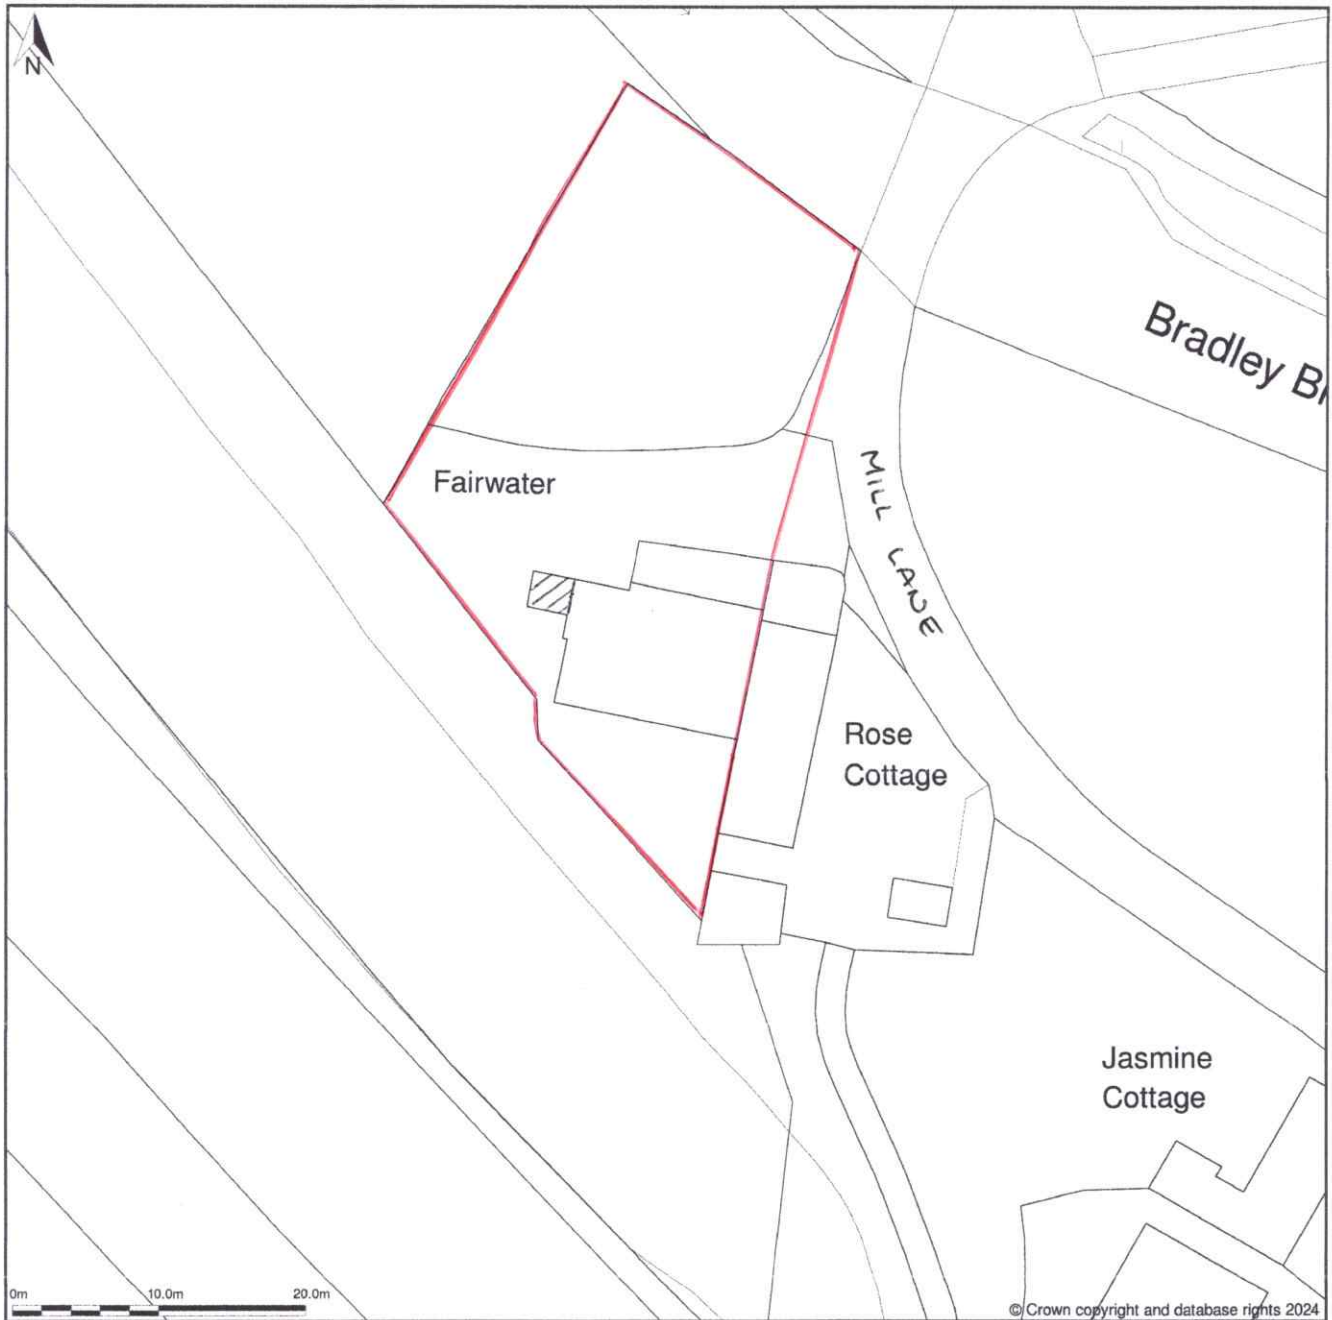 N
Bradley Br
Fairwater
MILL LANE
Rose
Cottage
Jasmine
Cottage
0m
10.0m
20.0m
© Crown copyright and database rights 2024